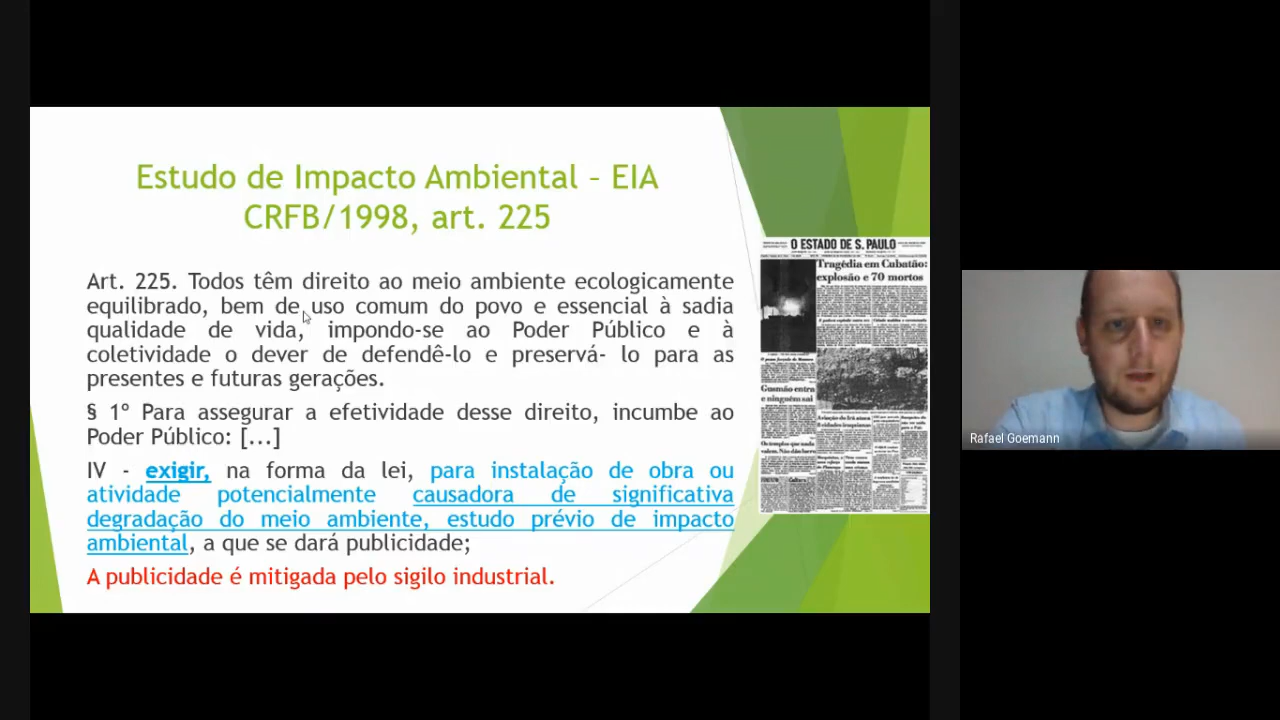 Estudo de Impacto Ambiental – EIA
CRFB/1998, art. 225
Art. 225. Todos têm direito ao meio ambiente ecologicamente
equilibrado, bem de uso comum do povo e essencial à sadia
qualidade de vida, impondo-se ao Poder Público e à
coletividade o dever de defendê-lo e preservá- lo para as
presentes e futuras gerações.
§ 1º Para assegurar a efetividade desse direito, incumbe ao
Poder Público: [...]
IV - exigir, na forma da lei, para instalação de obra ou
atividade potencialmente causadora de significativa
degradação do meio ambiente, estudo prévio de impacto
ambiental, a que se dará publicidade;
A publicidade é mitigada pelo sigilo industrial.
O ESTADO DE S. PAULO
Tragédia em Cubatão:
explosão e 70 mortos
Gusmão entra
e ninguém sai
Rafael Goemann